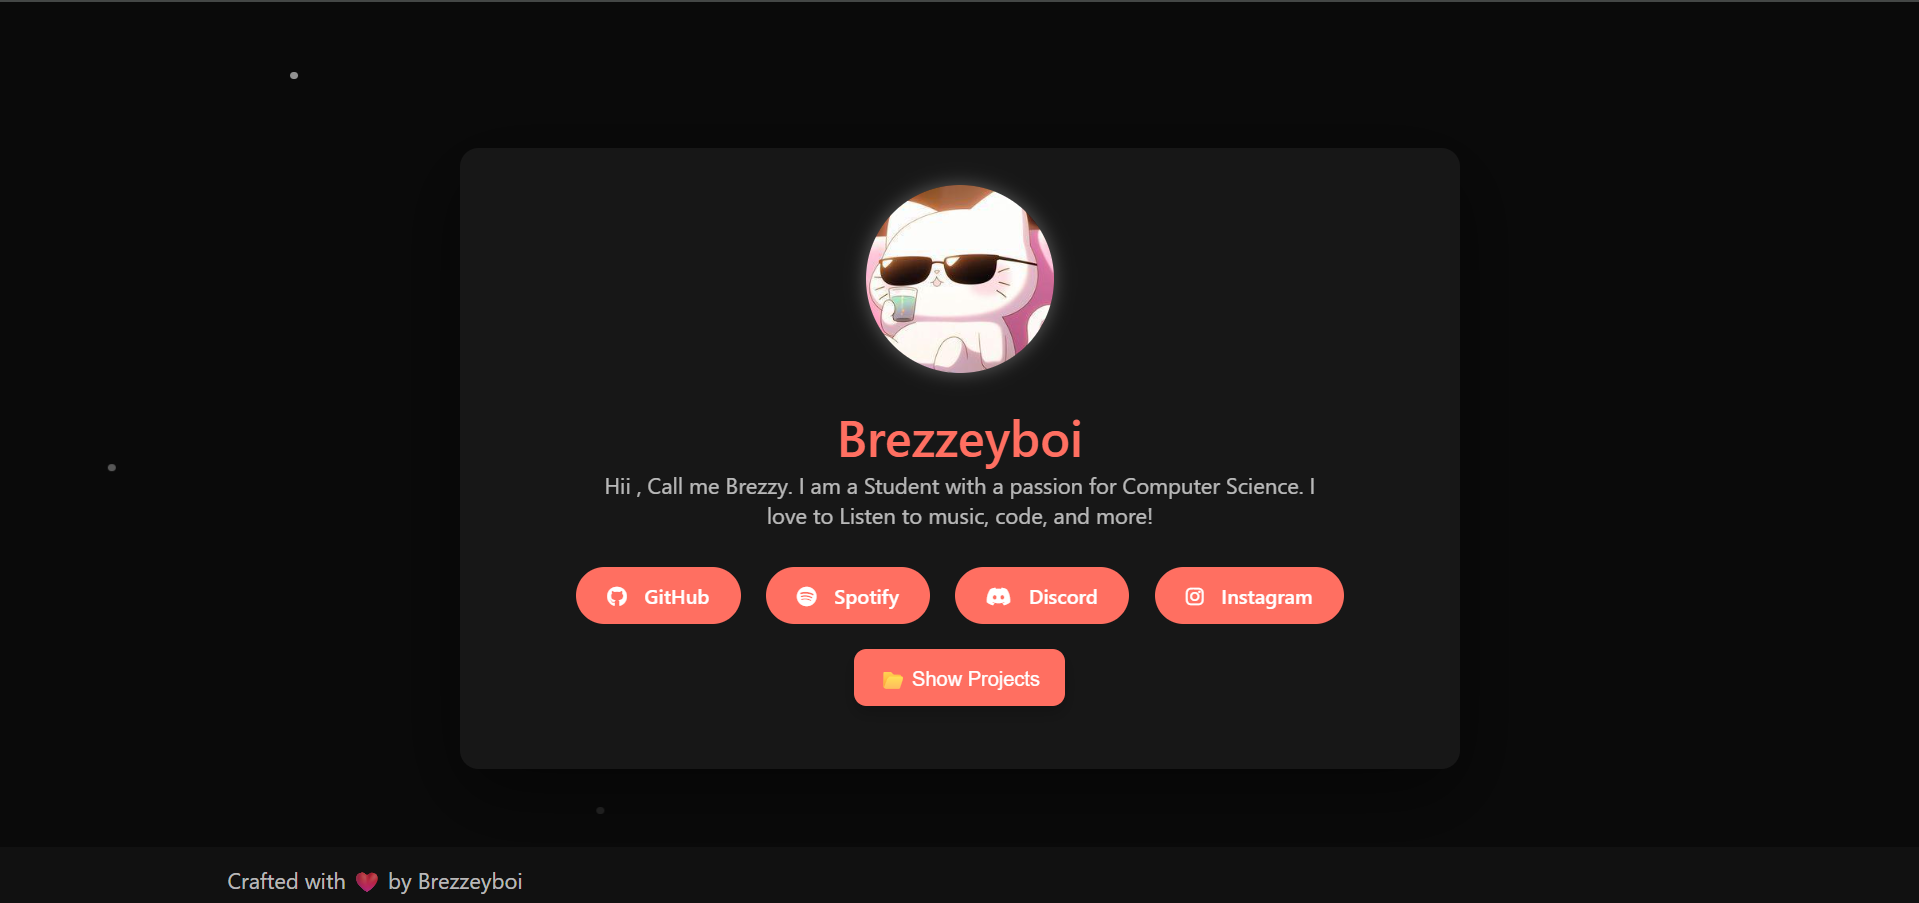 Brezzeyboi
Hii , Call me Brezzy. I am a Student with a passion for Computer Science. I
love to Listen to music, code, and more!
GitHub
Spotify
Discord
Instagram
Show Projects
Crafted with ❤️ by Brezzeyboi